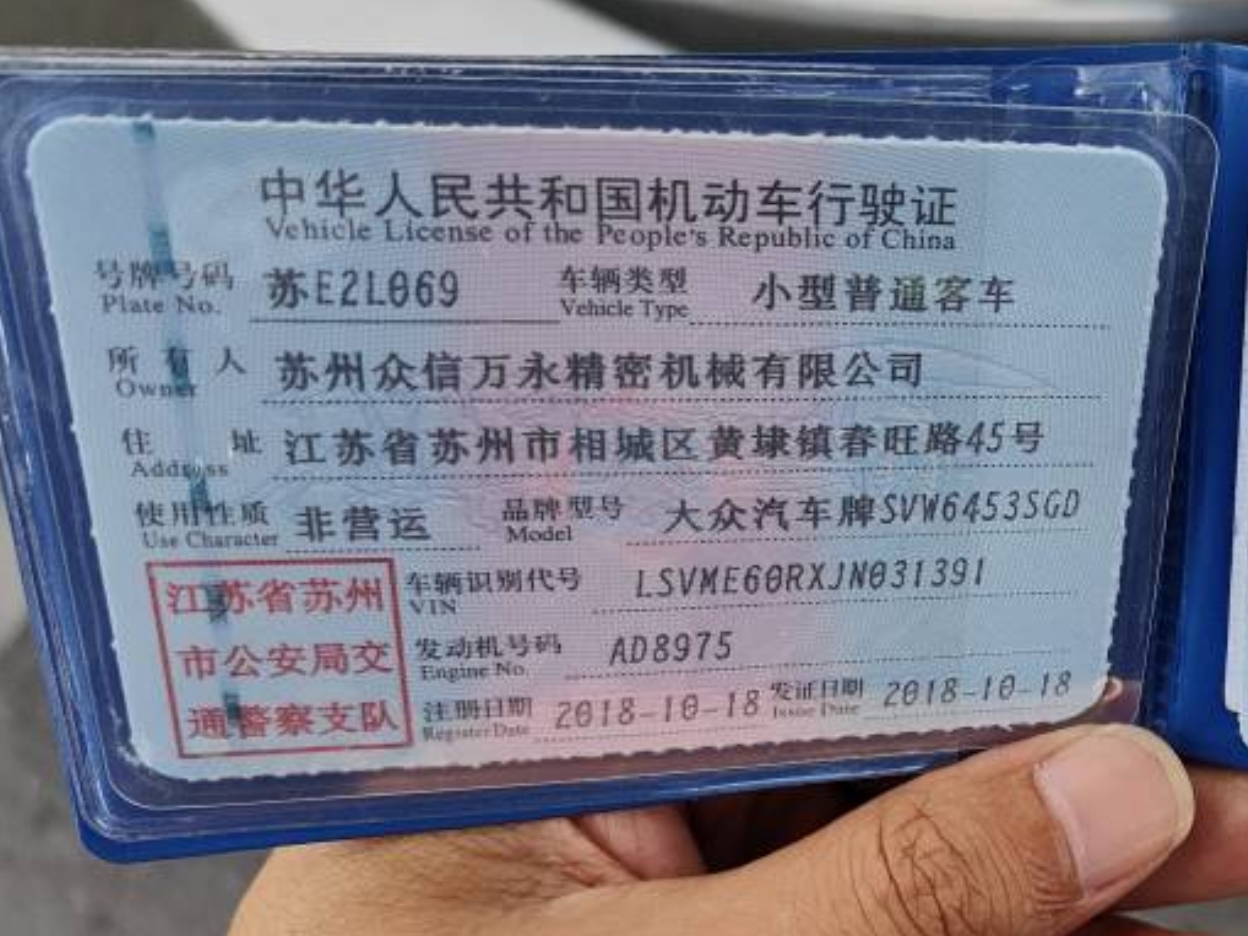 中华人民共和国机动车行驶证
Vehicle License of the People's Republic of China
号牌号码 苏E2L069 车辆类型 小型普通客车
Plate No. Vehicle Type
所有人 苏州众信万永精密机械有限公司
Owner
住址 江苏省苏州市相城区黄埭镇春旺路45号
Address
使用性质 非营运 品牌型号 大众汽车牌SVW6453SGD
Use Character Model
江苏省苏州
市公安局交
通警察支队
车辆识别代号 LSVME60RXJN031391
VIN
发动机号码 AD8975
Engine No.
注册日期 2018-10-18 发证日期 2018-10-18
Register Date Issue Date